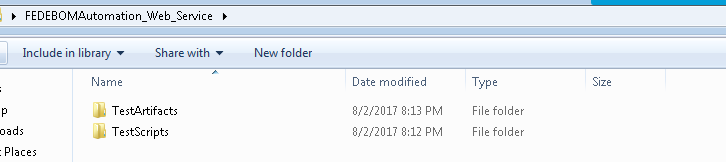 FEDEBOMAutomation_Web_Service
Include in library Share with New folder
Name Date modified Type Size
TestArtifacts 8/2/2017 8:13 PM File folder
p TestScripts 8/2/2017 8:12 PM File folder
oads
t Places